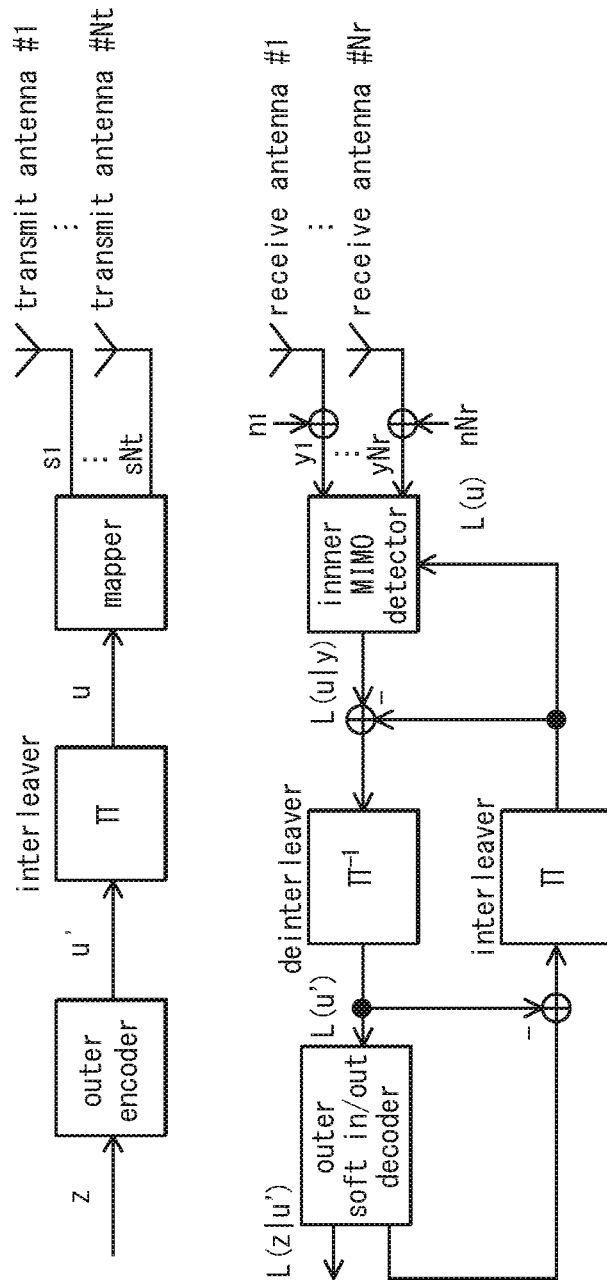 z
outer
encoder
u'
interleaver
Π
u
mapper
s1
⋮
sNt
transmit antenna #1
⋮
transmit antenna #Nt
L(z|u')
outer
soft in/out
decoder
L(u')
deinterleaver
Π-1
L(u|y)
-
innner
MIMO
detector
n1
y1
⋮
yNr
nNr
L(u)
receive antenna #1
⋮
receive antenna #Nr
-
interleaver
Π